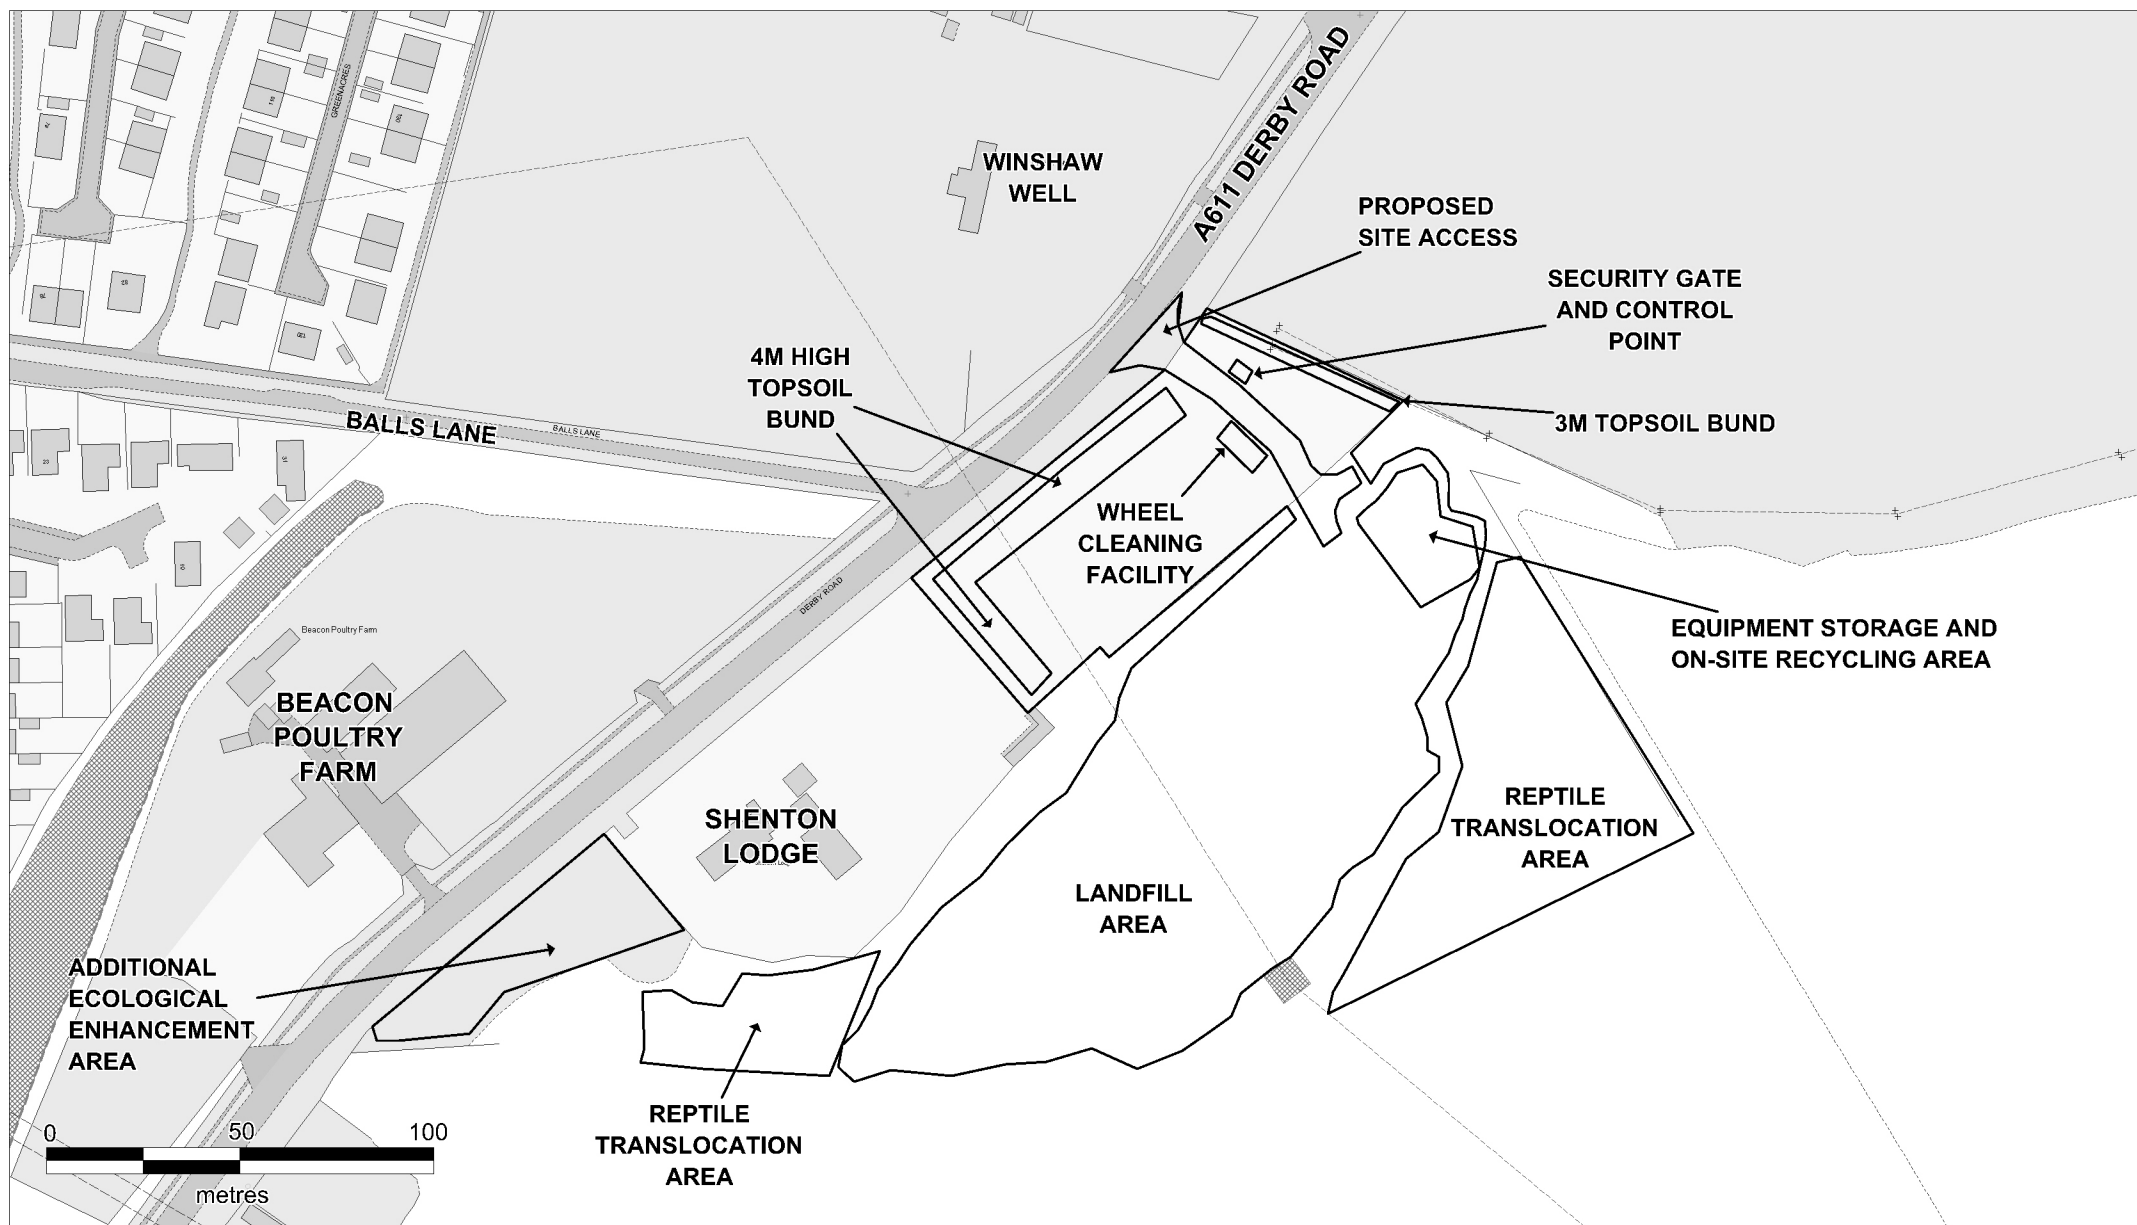 GREENACRES
A611 DERBY ROAD
WINSHAW
WELL
PROPOSED
SITE ACCESS
SECURITY GATE
AND CONTROL
POINT
4M HIGH
TOPSOIL
BUND
3M TOPSOIL BUND
BALLS LANE
BALLS LANE
23
31
WHEEL
CLEANING
FACILITY
DERBY ROAD
Beacon Poultry Farm
EQUIPMENT STORAGE AND
ON-SITE RECYCLING AREA
BEACON
POULTRY
FARM
SHENTON
LODGE
REPTILE
TRANSLOCATION
AREA
LANDFILL
AREA
ADDITIONAL
ECOLOGICAL
ENHANCEMENT
AREA
REPTILE
TRANSLOCATION
AREA
0 50 100
metres